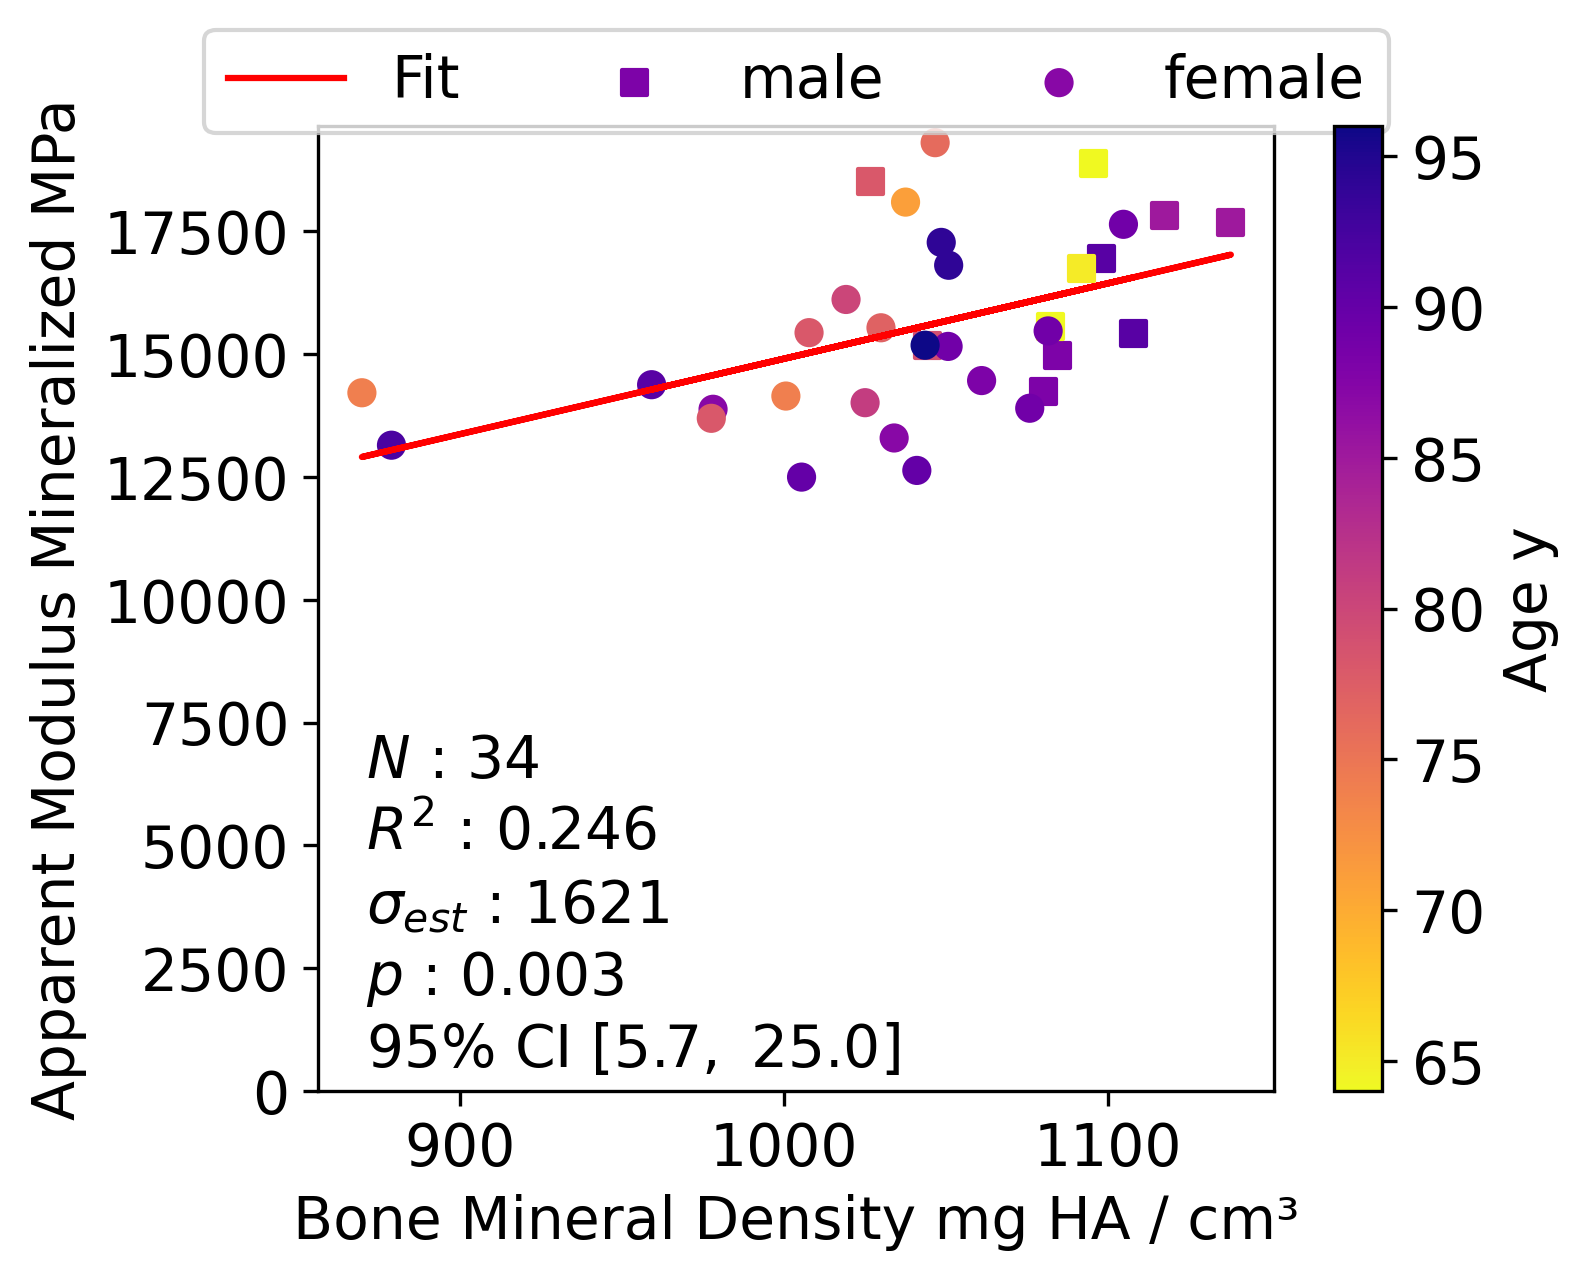 Fit male female
Apparent Modulus Mineralized MPa
17500
15000
12500
10000
7500
5000
2500
0
N : 34
R² : 0.246
σest : 1621
p : 0.003
95% CI [5.7, 25.0]
900 1000 1100
Bone Mineral Density mg HA / cm³
95
90
85
80
75
70
65
Age y